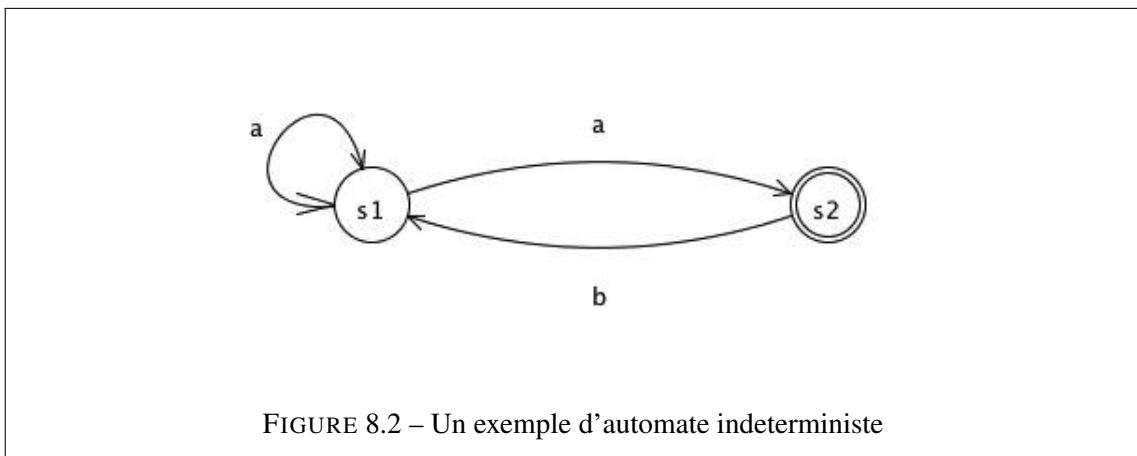 a
a
s1
s2
b
FIGURE 8.2 – Un exemple d'automate indeterministe